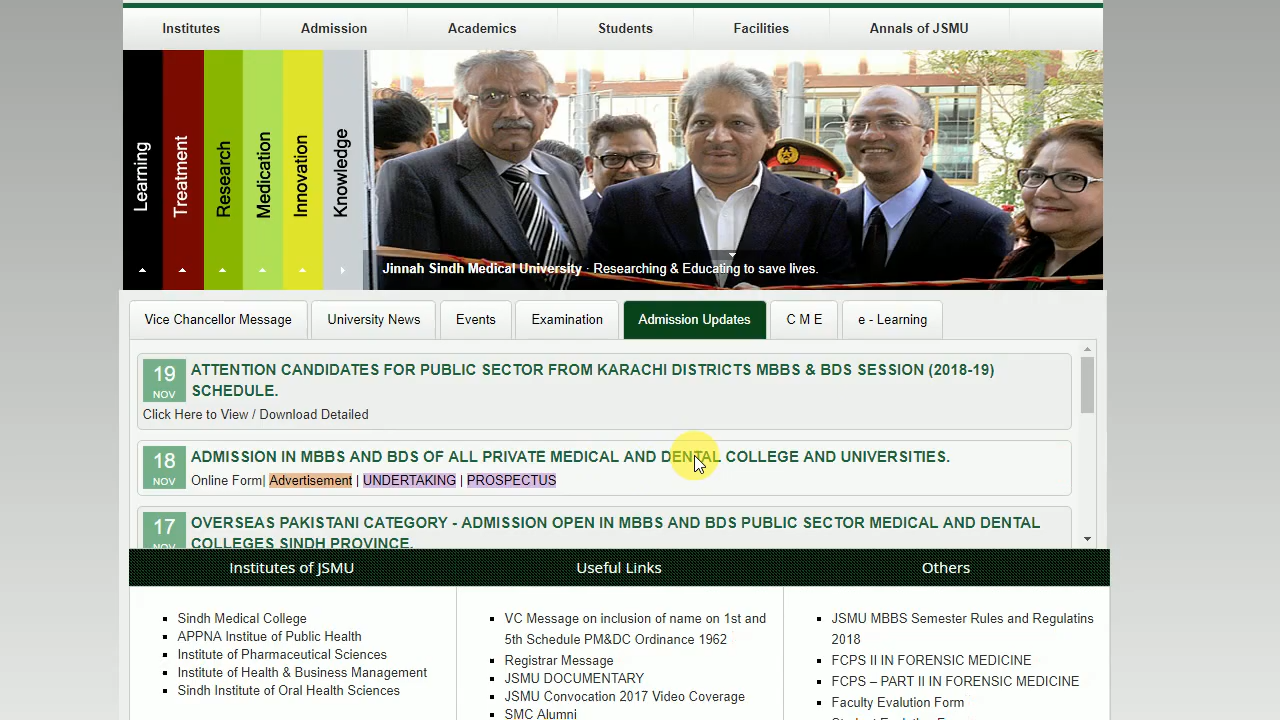 Institutes Admission Academics Students Facilities Annals of JSMU
Learning
Treatment
Research
Medication
Innovation
Knowledge
Jinnah Sindh Medical University · Researching & Educating to save lives.
Vice Chancellor Message University News Events Examination Admission Updates C M E e - Learning
19 NOV
ATTENTION CANDIDATES FOR PUBLIC SECTOR FROM KARACHI DISTRICTS MBBS & BDS SESSION (2018-19)
SCHEDULE.
Click Here to View / Download Detailed
18 NOV
ADMISSION IN MBBS AND BDS OF ALL PRIVATE MEDICAL AND DENTAL COLLEGE AND UNIVERSITIES.
Online Form| Advertisement | UNDERTAKING | PROSPECTUS
17 NOV
OVERSEAS PAKISTANI CATEGORY - ADMISSION OPEN IN MBBS AND BDS PUBLIC SECTOR MEDICAL AND DENTAL
COLLEGES SINDH PROVINCE.
Institutes of JSMU
Sindh Medical College
APPNA Institue of Public Health
Institute of Pharmaceutical Sciences
Institute of Health & Business Management
Sindh Institute of Oral Health Sciences
Useful Links
VC Message on inclusion of name on 1st and
5th Schedule PM&DC Ordinance 1962
Registrar Message
JSMU DOCUMENTARY
JSMU Convocation 2017 Video Coverage
SMC Alumni
Others
JSMU MBBS Semester Rules and Regulatins
2018
FCPS II IN FORENSIC MEDICINE
FCPS – PART II IN FORENSIC MEDICINE
Faculty Evalution Form